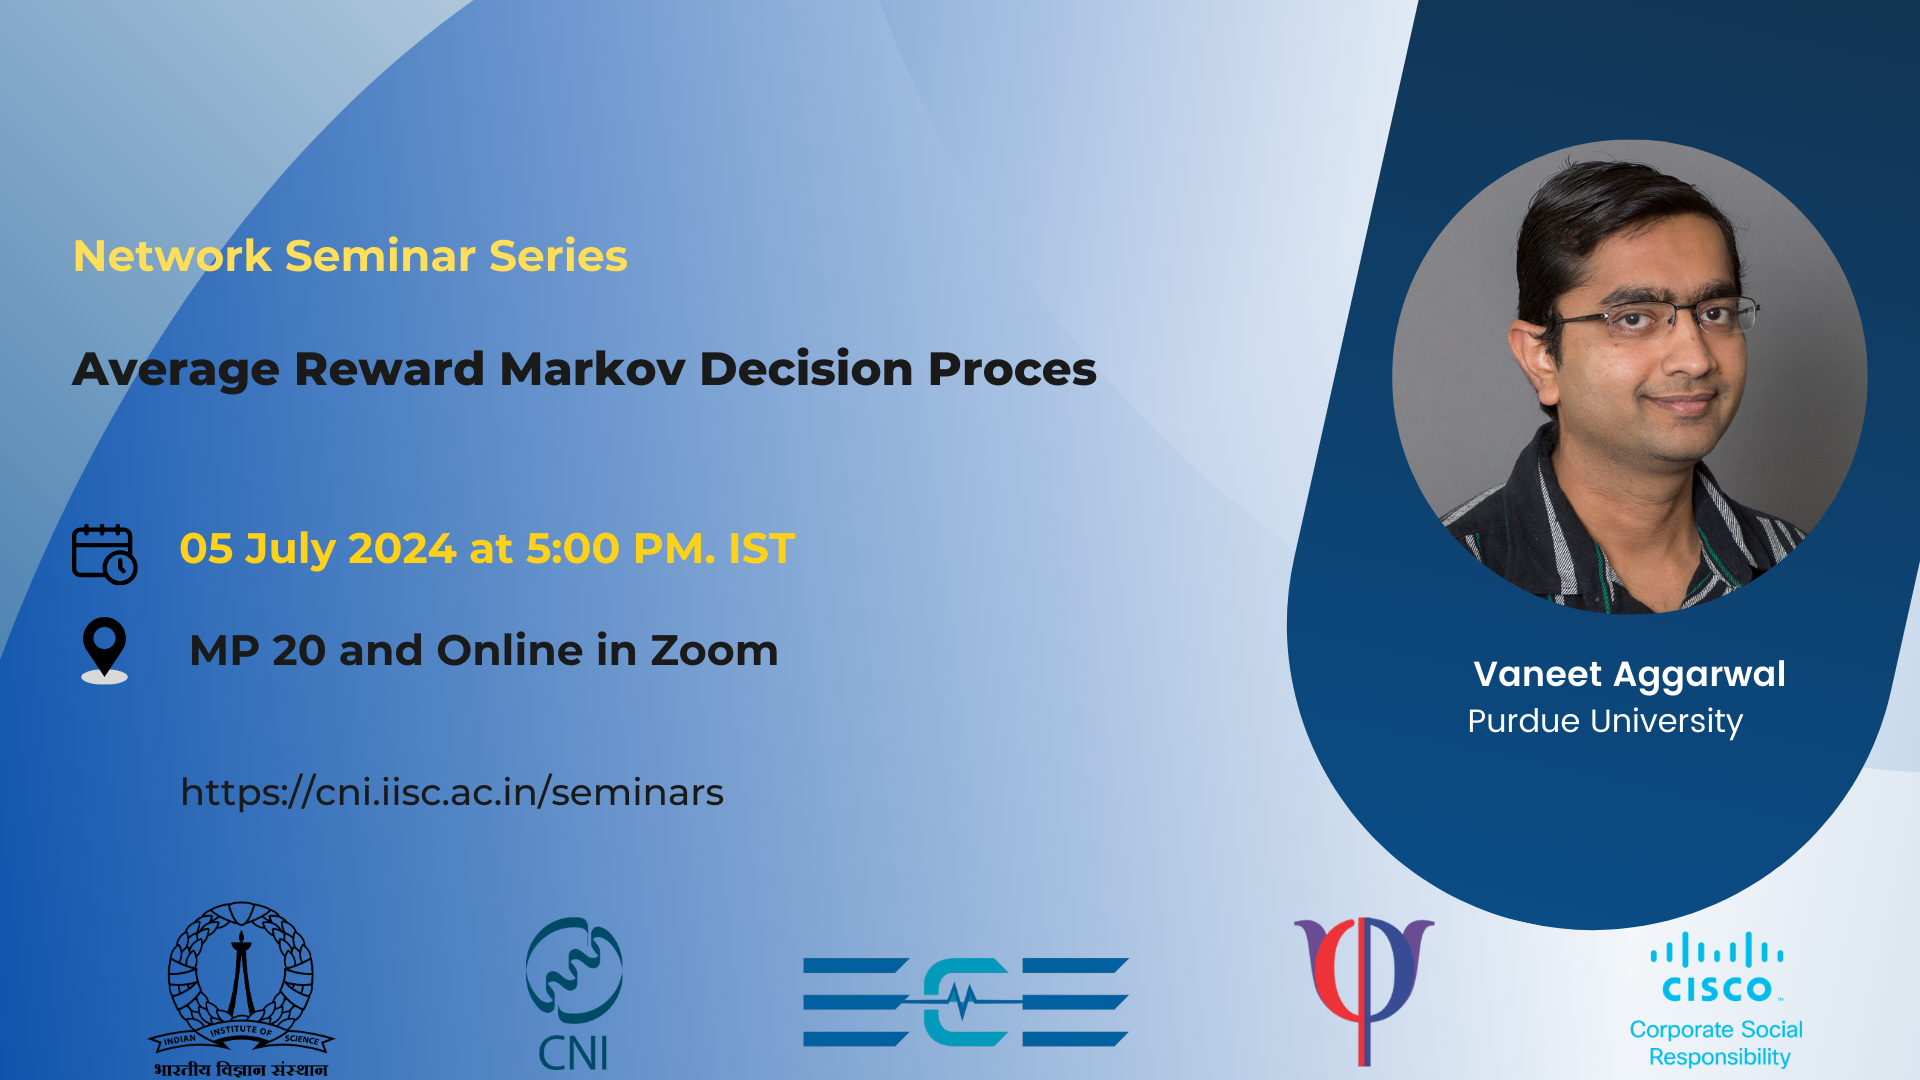 Network Seminar Series
Average Reward Markov Decision Proces
05 July 2024 at 5:00 PM. IST
MP 20 and Online in Zoom
https://cni.iisc.ac.in/seminars
Vaneet Aggarwal
Purdue University
INDIAN INSTITUTE OF SCIENCE
भारतीय विज्ञान संस्थान
CNI
ECE
CISCO
Corporate Social
Responsibility